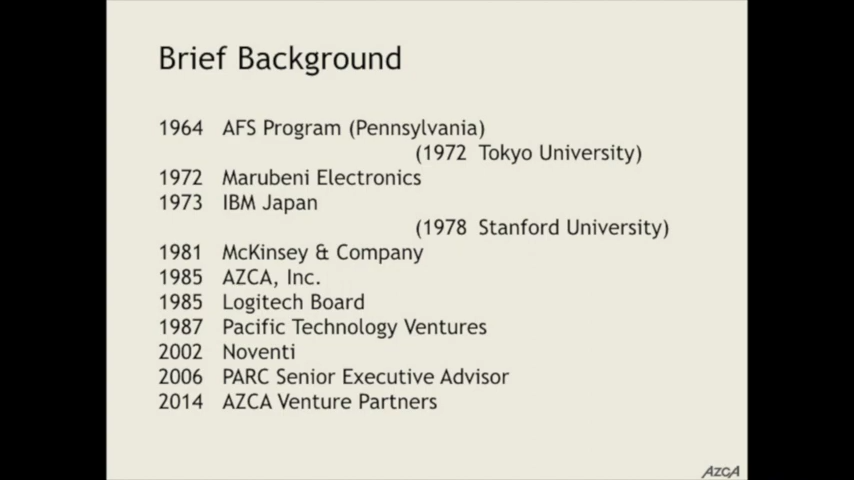 Brief Background
1964 AFS Program (Pennsylvania)
(1972 Tokyo University)
1972 Marubeni Electronics
1973 IBM Japan
(1978 Stanford University)
1981 McKinsey & Company
1985 AZCA, Inc.
1985 Logitech Board
1987 Pacific Technology Ventures
2002 Noventi
2006 PARC Senior Executive Advisor
2014 AZCA Venture Partners
AZCA